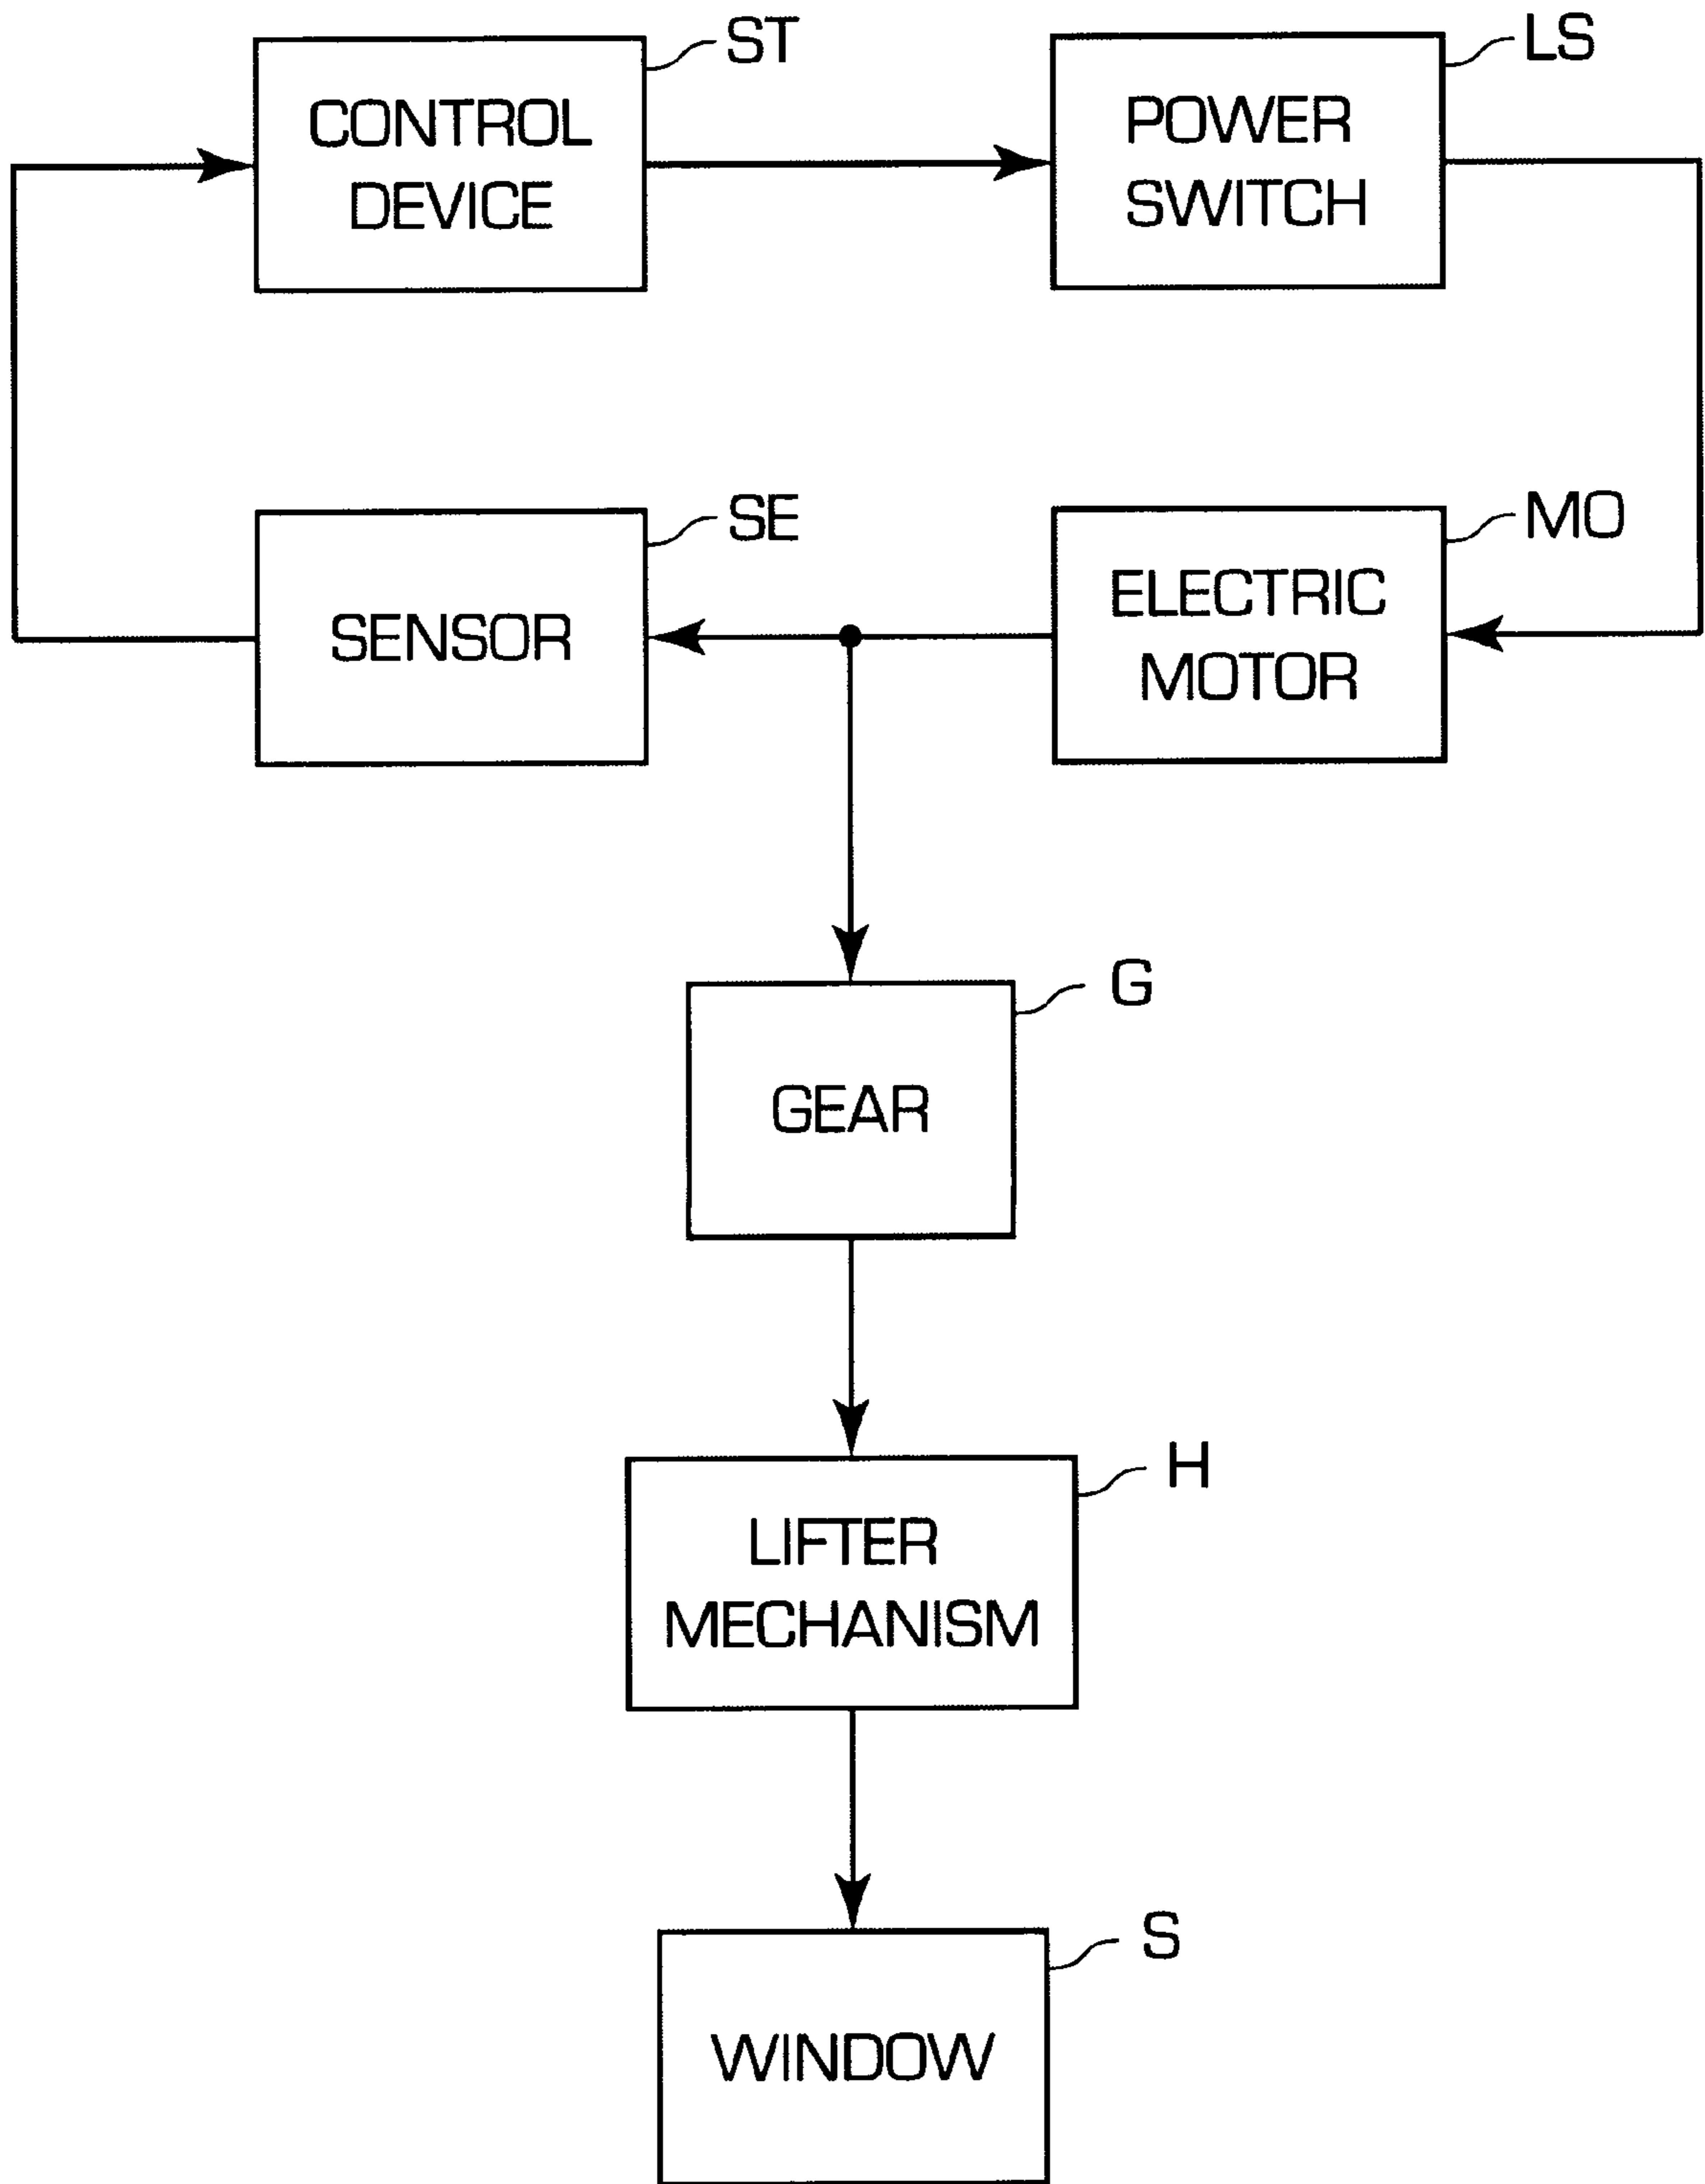 ST
CONTROL
DEVICE
LS
POWER
SWITCH
SE
SENSOR
MO
ELECTRIC
MOTOR
G
GEAR
H
LIFTER
MECHANISM
S
WINDOW